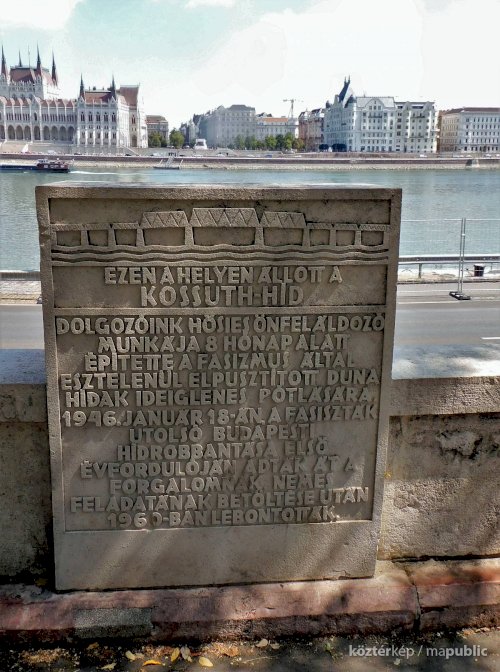 EZEN A HELYEN ÁLLOTT A
KOSSUTH-HÍD
DOLGOZÓINK HŐSIES ÖNFELÁLDOZÓ
MUNKÁJA 8 HÓNAP ALATT
ÉPÍTETTE A FASIZMUS ÁLTAL
ESZTELENÜL ELPUSZTÍTOTT DUNA
HIDAK IDEIGLENES PÓTLÁSÁRA
1946. JANUÁR 18-ÁN A FASISZTÁK
UTOLSÓ BUDAPESTI
HÍDROBBANTÁSA ELSŐ
ÉVFORDULÓJÁN ADTÁK ÁT A
FORGALOMNAK. NEMES
FELADATÁNAK BETÖLTÉSE UTÁN
1960-BAN LEBONTOTTÁK.
köztérkép / mapublic